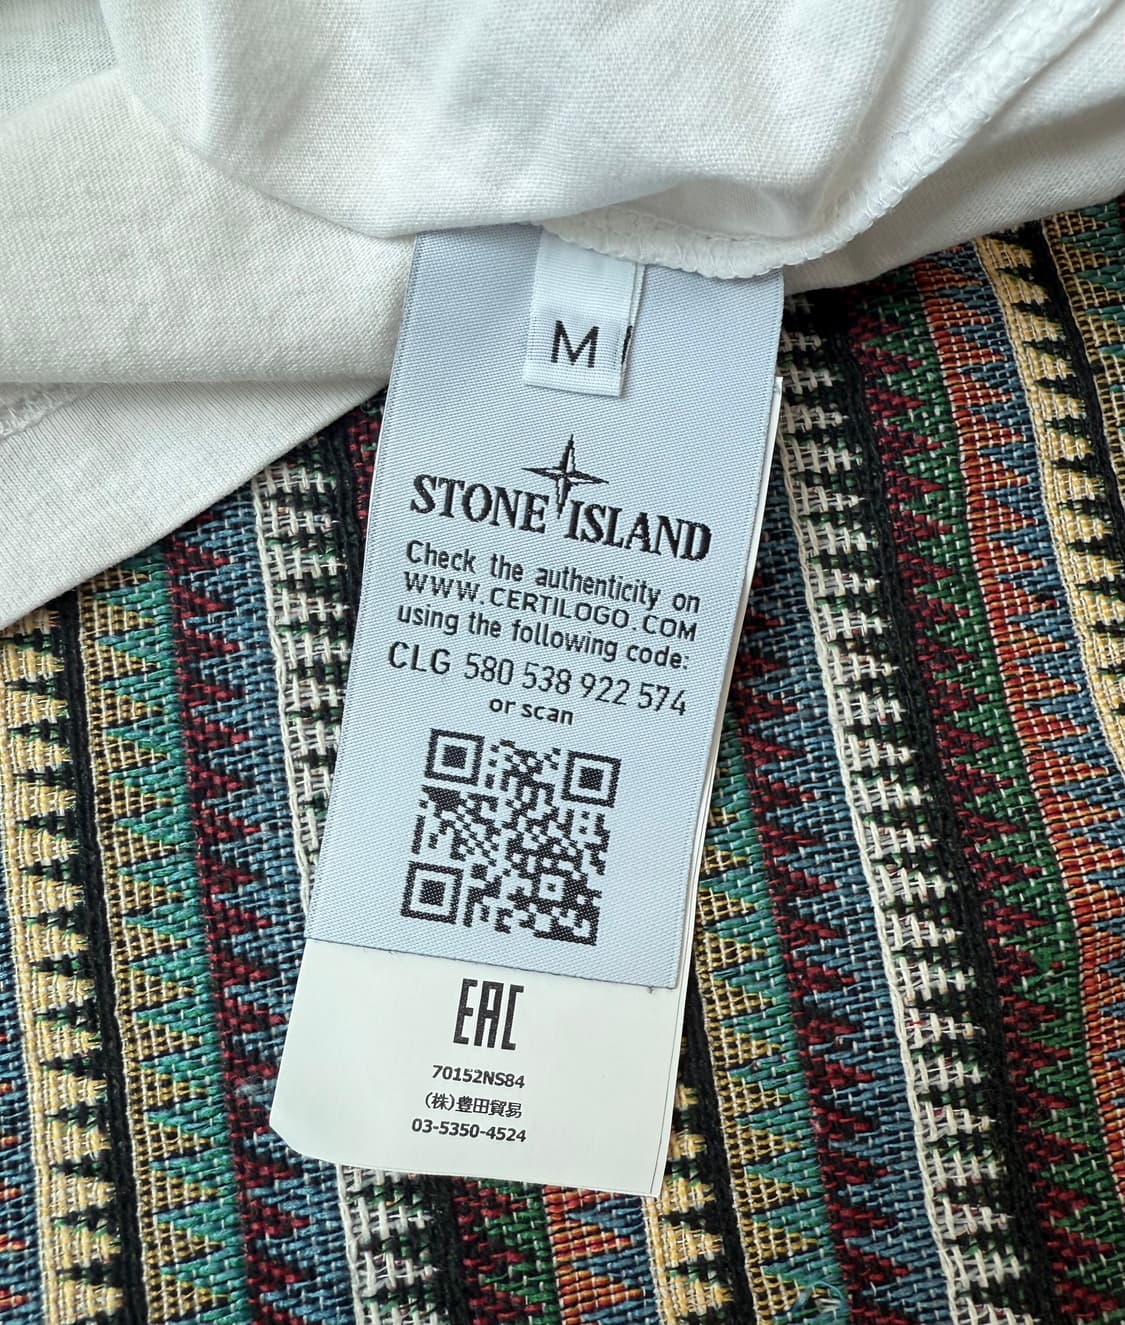 M
STONE ISLAND
Check the authenticity on
WWW.CERTILOGO.COM
using the following code:
CLG 580 538 922 574
or scan
EAC
70152NS84
(株)豊田貿易
03-5350-4524